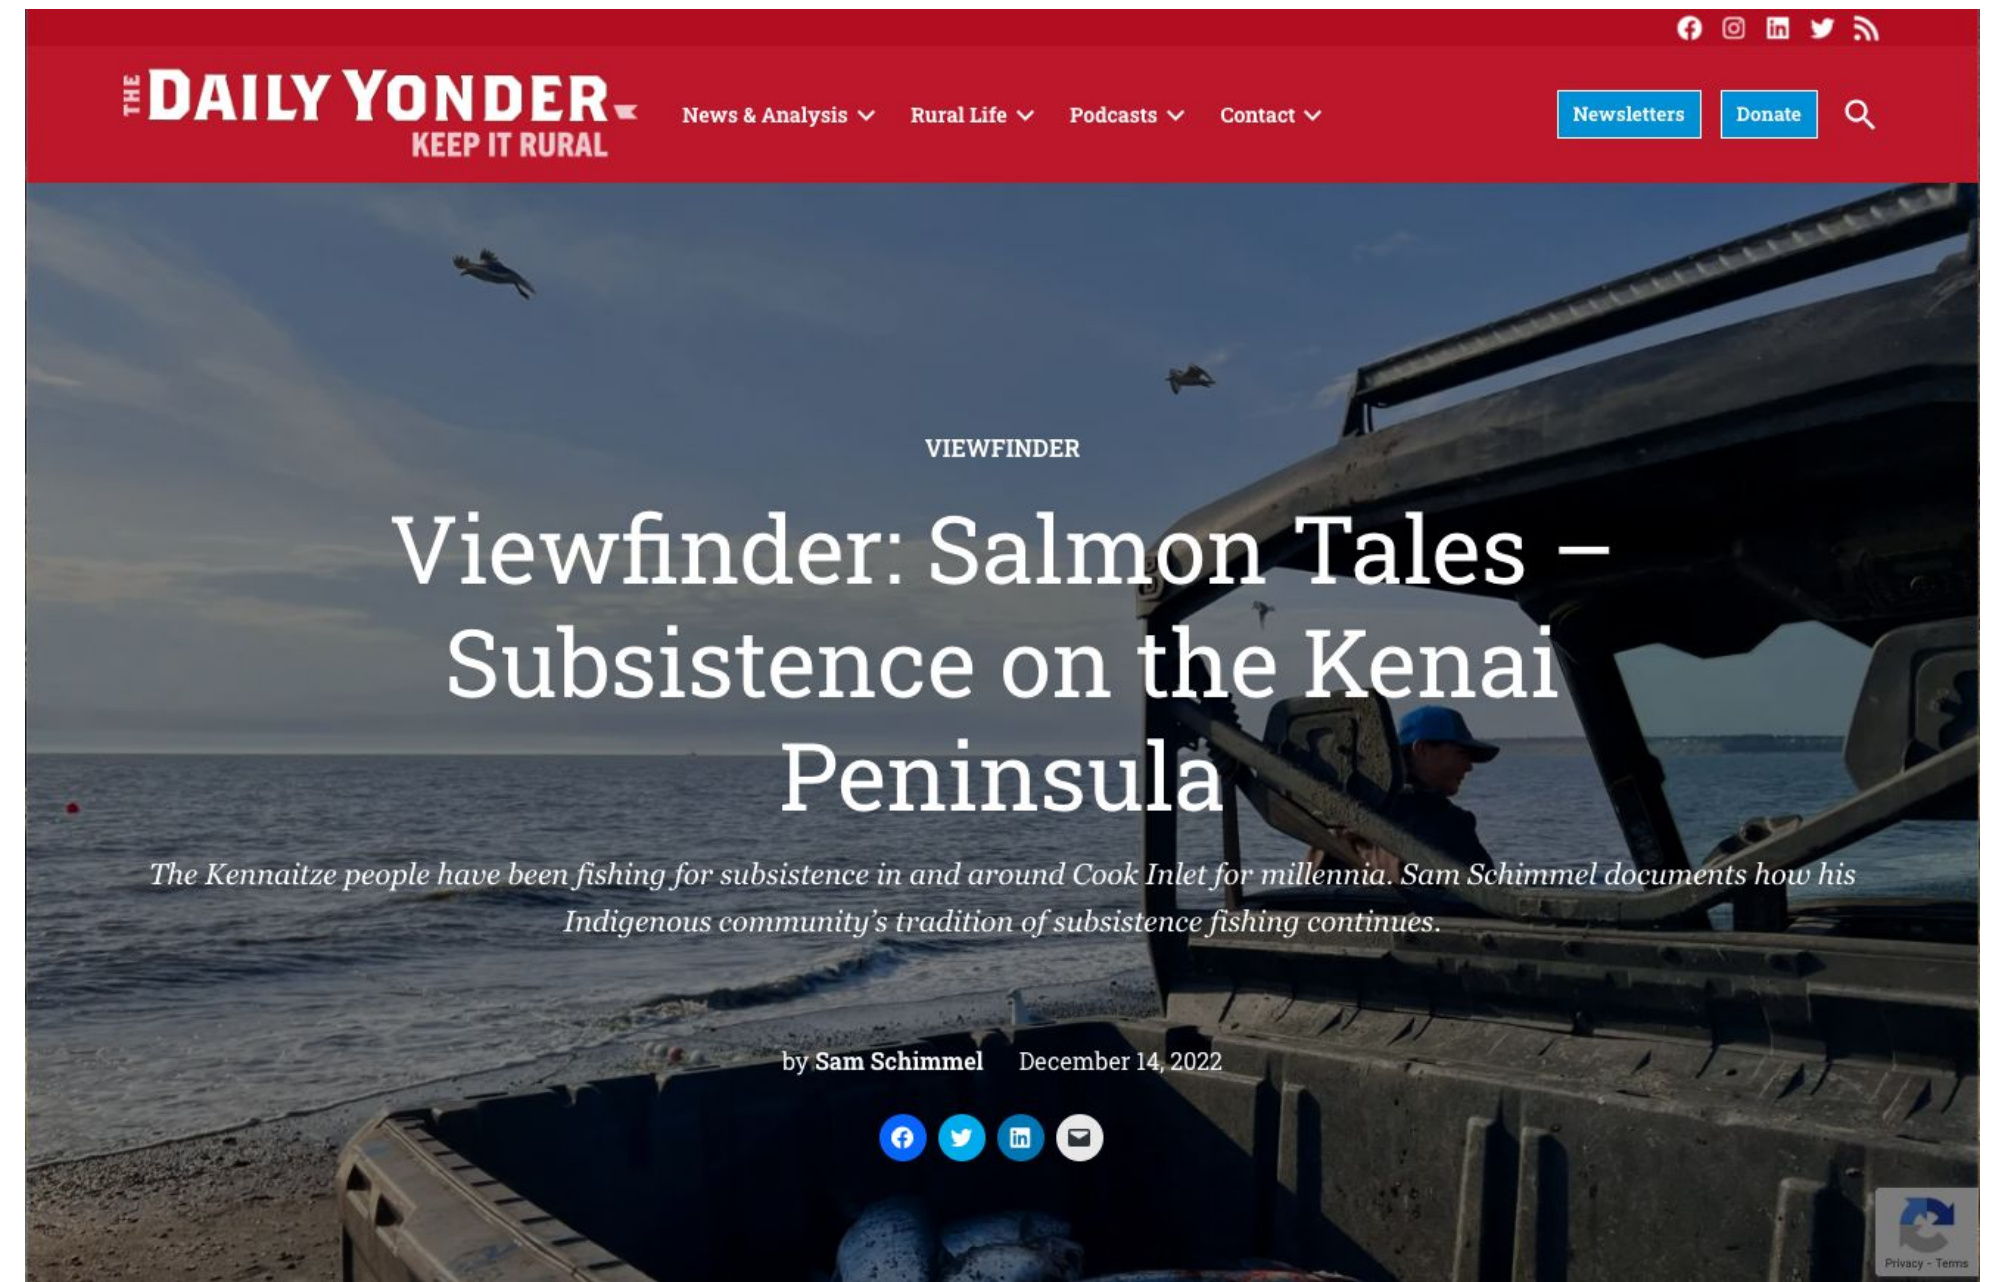 THE DAILY YONDER
KEEP IT RURAL
News & Analysis
Rural Life
Podcasts
Contact
Newsletters
Donate
VIEWFINDER
Viewfinder: Salmon Tales –
Subsistence on the Kenai
Peninsula
The Kennaitze people have been fishing for subsistence in and around Cook Inlet for millennia. Sam Schimmel documents how his
Indigenous community’s tradition of subsistence fishing continues.
by Sam Schimmel December 14, 2022
Privacy - Terms